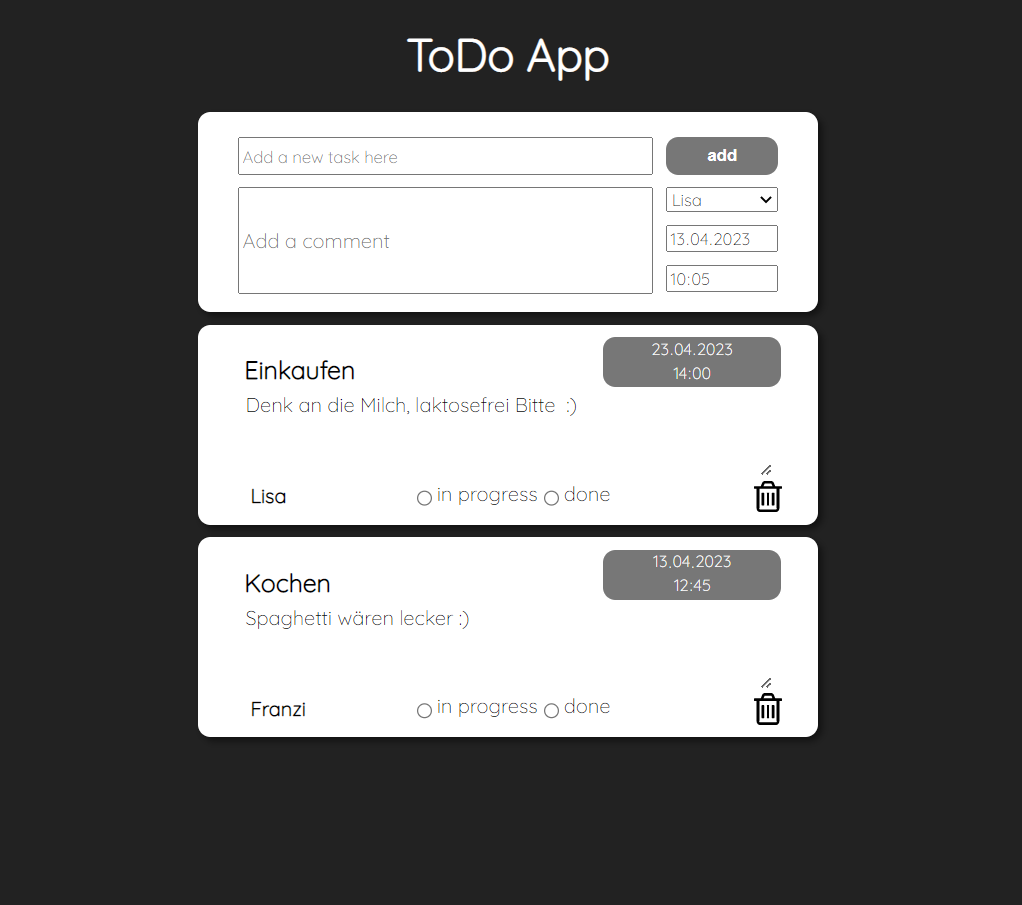 ToDo App
Add a new task here
add
Add a comment
Lisa
13.04.2023
10:05
Einkaufen
23.04.2023
14:00
Denk an die Milch, laktosefrei Bitte  :)
Lisa
in progress
done
Kochen
13.04.2023
12:45
Spaghetti wären lecker :)
Franzi
in progress
done